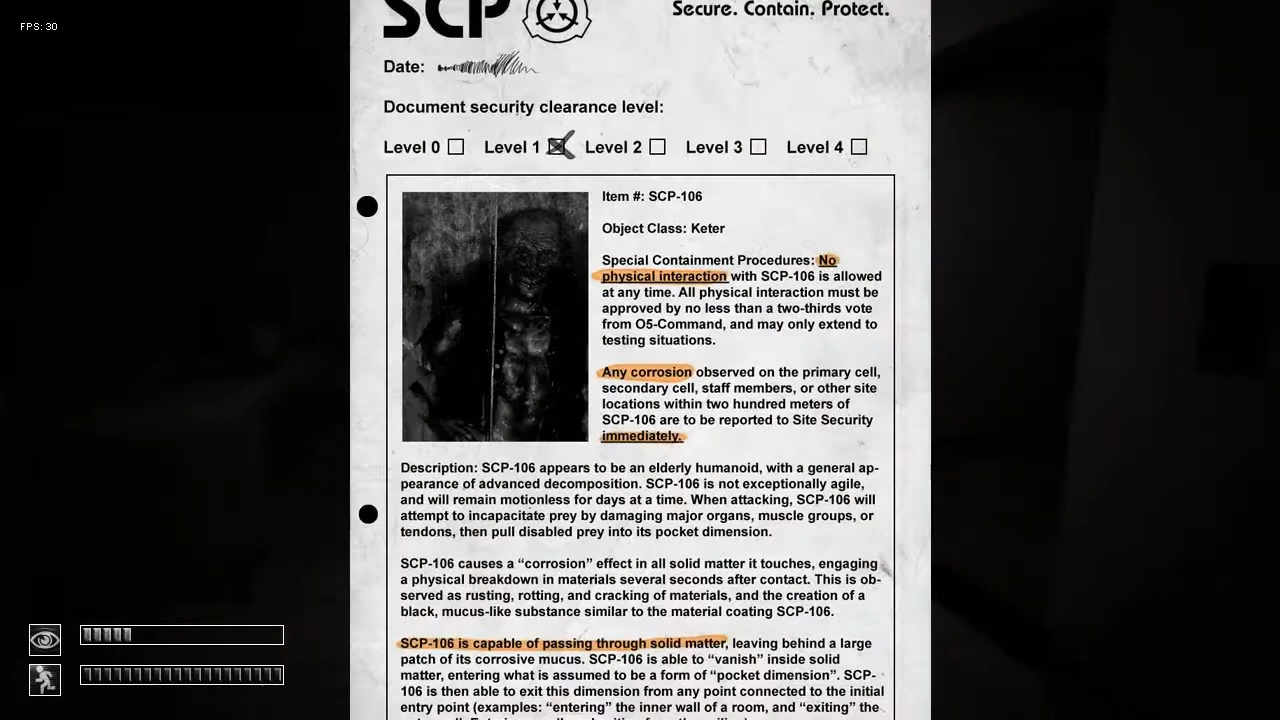 FPS: 30
SCP
Secure. Contain. Protect.
Date:
Document security clearance level:
Level 0 Level 1 Level 2 Level 3 Level 4
Item #: SCP-106
Object Class: Keter
Special Containment Procedures: No
physical interaction with SCP-106 is allowed
at any time. All physical interaction must be
approved by no less than a two-thirds vote
from O5-Command, and may only extend to
testing situations.
Any corrosion observed on the primary cell,
secondary cell, staff members, or other site
locations within two hundred meters of
SCP-106 are to be reported to Site Security
immediately.
Description: SCP-106 appears to be an elderly humanoid, with a general ap-
pearance of advanced decomposition. SCP-106 is not exceptionally agile,
and will remain motionless for days at a time. When attacking, SCP-106 will
attempt to incapacitate prey by damaging major organs, muscle groups, or
tendons, then pull disabled prey into its pocket dimension.
SCP-106 causes a “corrosion” effect in all solid matter it touches, engaging
a physical breakdown in materials several seconds after contact. This is ob-
served as rusting, rotting, and cracking of materials, and the creation of a
black, mucus-like substance similar to the material coating SCP-106.
SCP-106 is capable of passing through solid matter, leaving behind a large
patch of its corrosive mucus. SCP-106 is able to “vanish” inside solid
matter, entering what is assumed to be a form of “pocket dimension”. SCP-
106 is then able to exit this dimension from any point connected to the initial
entry point (examples: “entering” the inner wall of a room, and “exiting” the